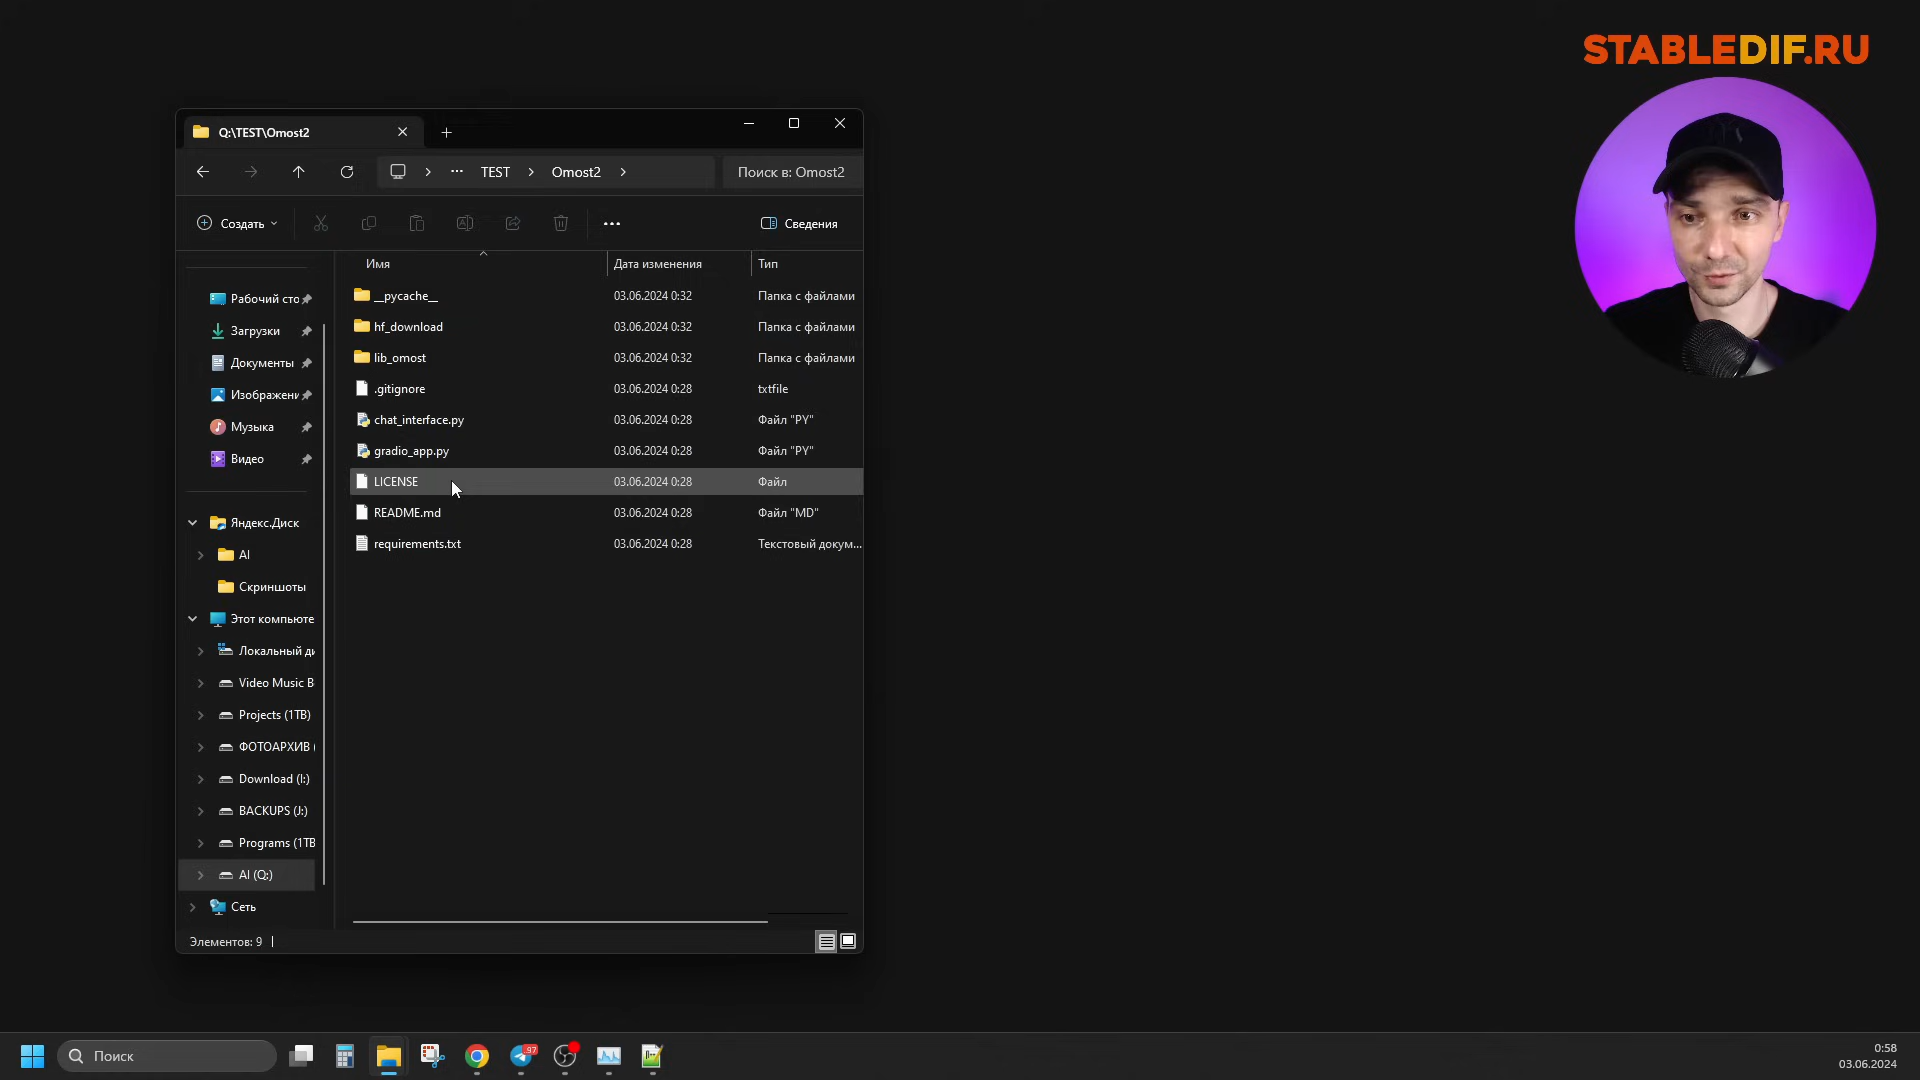 STABLEDIF.RU
Q:\TEST\Omost2
TEST
Omost2
Поиск в: Omost2
Создать
Сведения
Имя
Дата изменения
Тип
__pycache__ 03.06.2024 0:32 Папка с файлами
hf_download 03.06.2024 0:32 Папка с файлами
lib_omost 03.06.2024 0:32 Папка с файлами
.gitignore 03.06.2024 0:28 txtfile
chat_interface.py 03.06.2024 0:28 Файл "PY"
gradio_app.py 03.06.2024 0:28 Файл "PY"
LICENSE 03.06.2024 0:28 Файл
README.md 03.06.2024 0:28 Файл "MD"
requirements.txt 03.06.2024 0:28 Текстовый докум...
Рабочий сто
Загрузки
Документы
Изображени
Музыка
Видео
Яндекс.Диск
AI
Скриншоты
Этот компьюте
Локальный ди
Video Music B
Projects (1TB)
ФОТОАРХИВ (
Download (I:)
BACKUPS (J:)
Programs (1TB
AI (Q:)
Сеть
Элементов: 9
Поиск
97
0:58
03.06.2024